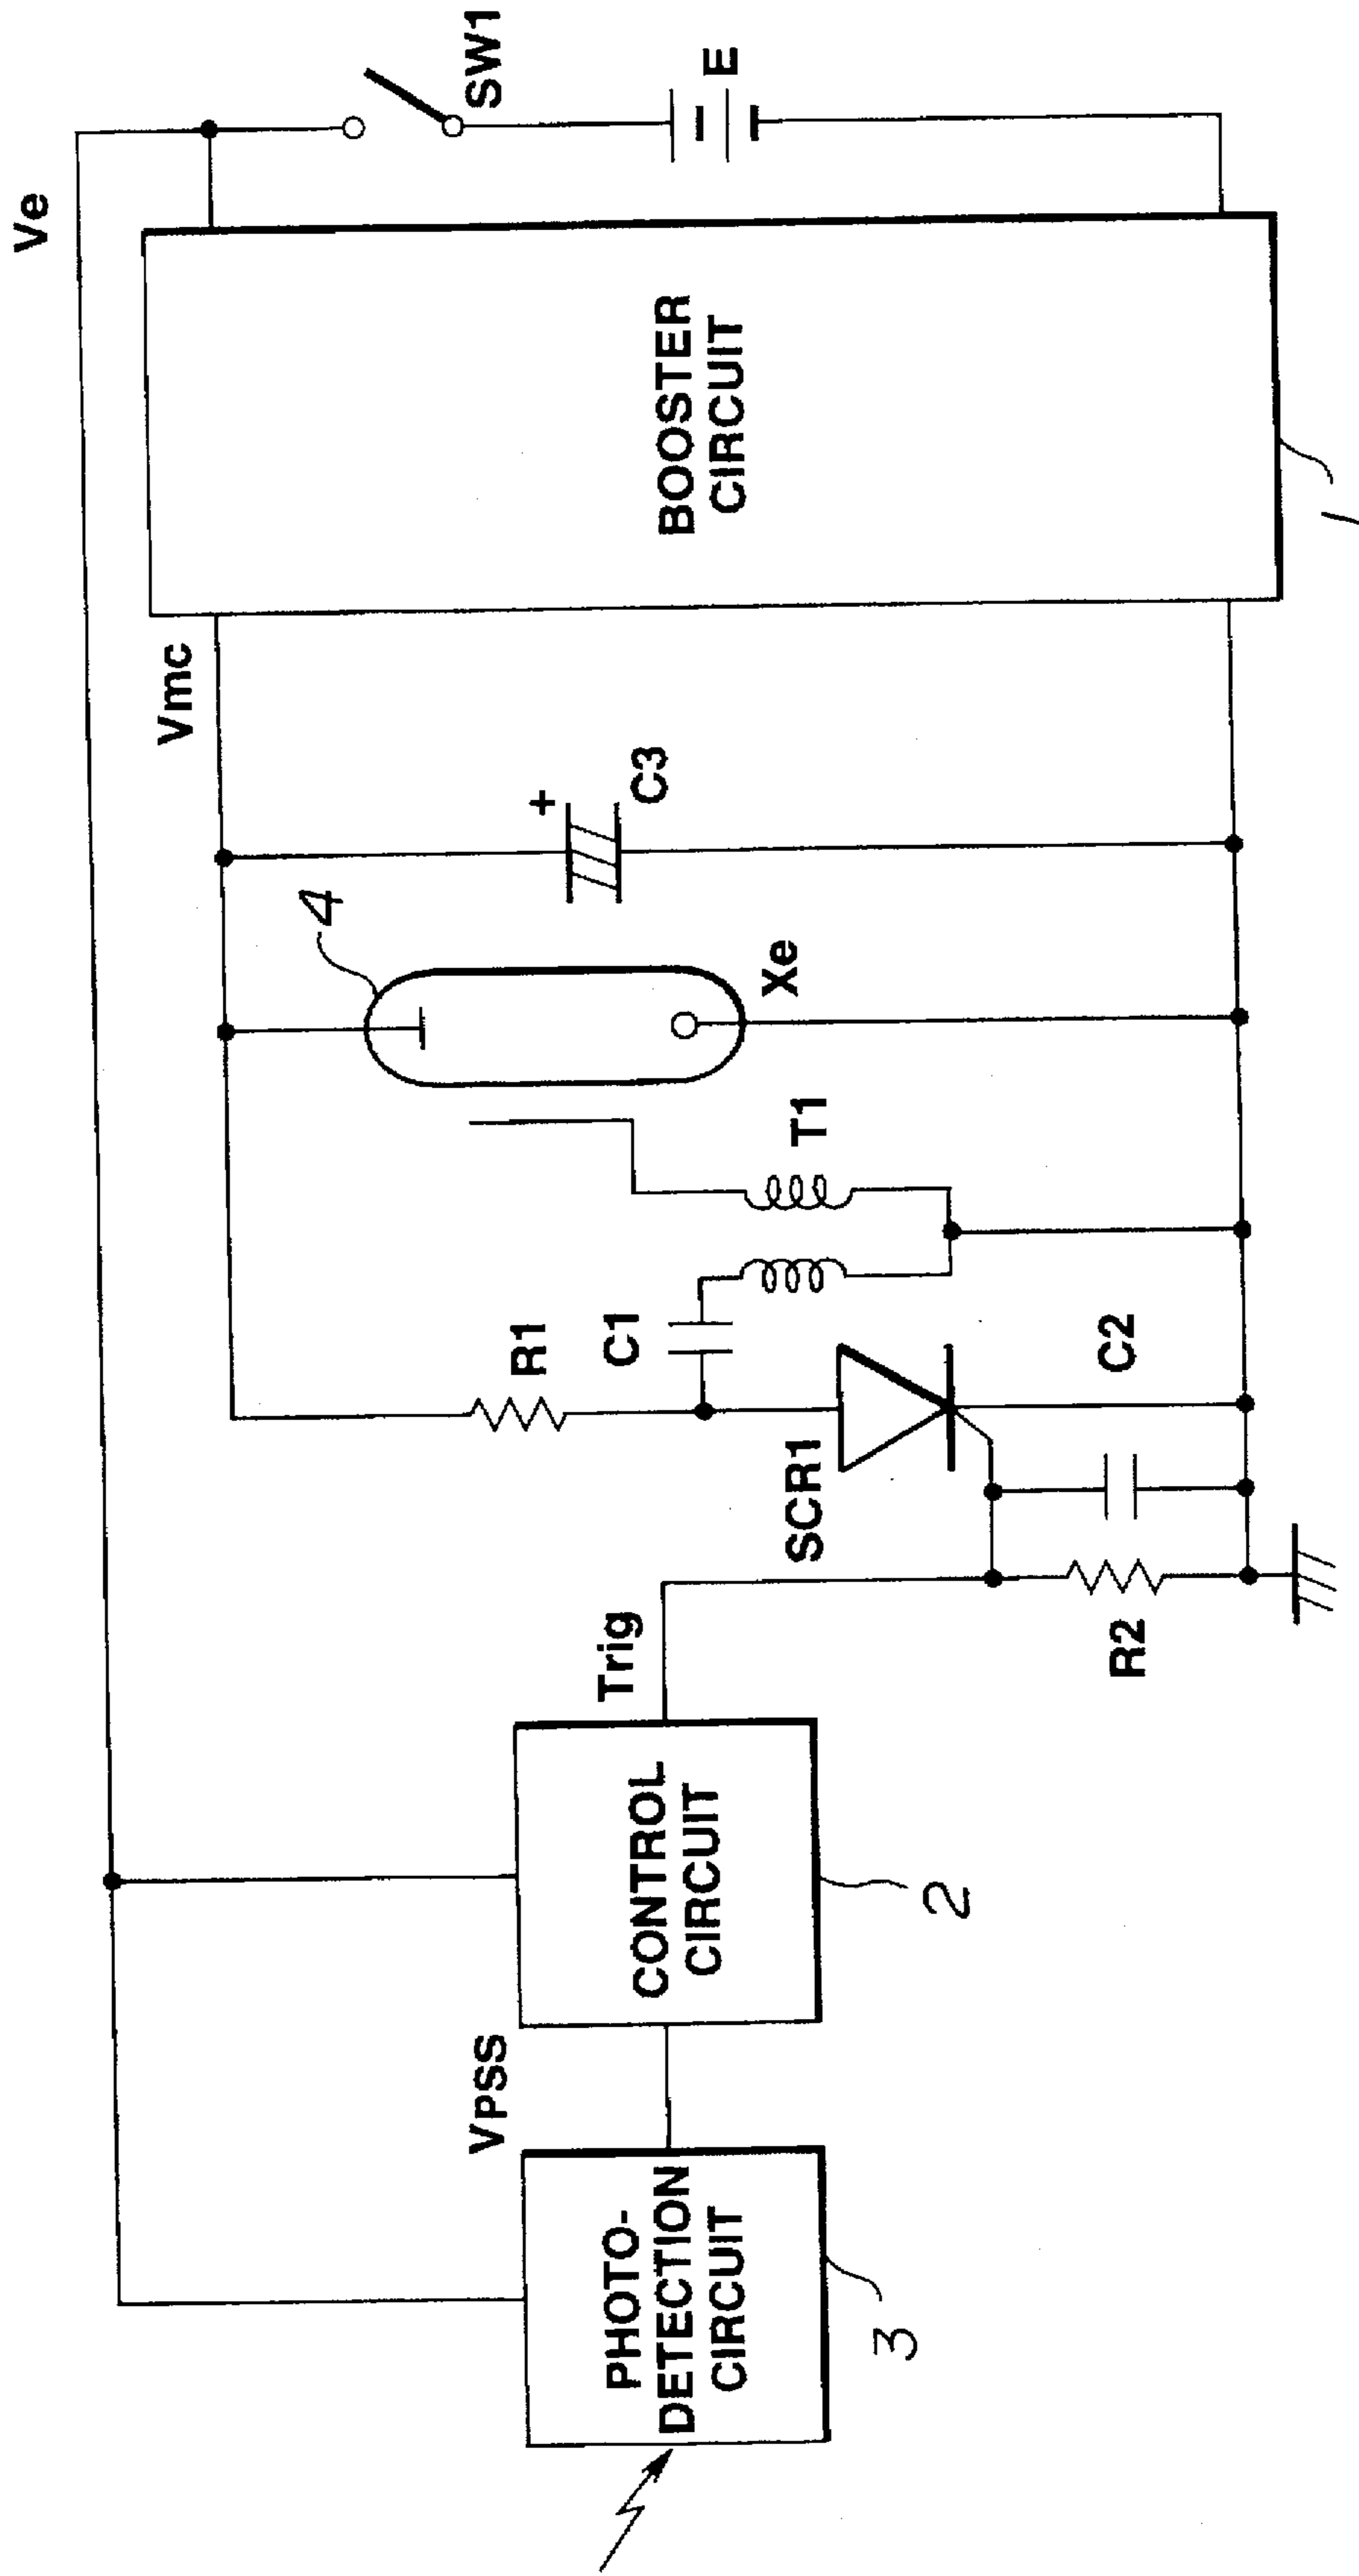 Ve
SW1
E
BOOSTER
CIRCUIT
1
Vmc
+
C3
4
Xe
T1
R1
C1
C2
SCR1
R2
Trig
CONTROL
CIRCUIT
2
VPSS
PHOTO-
DETECTION
CIRCUIT
3